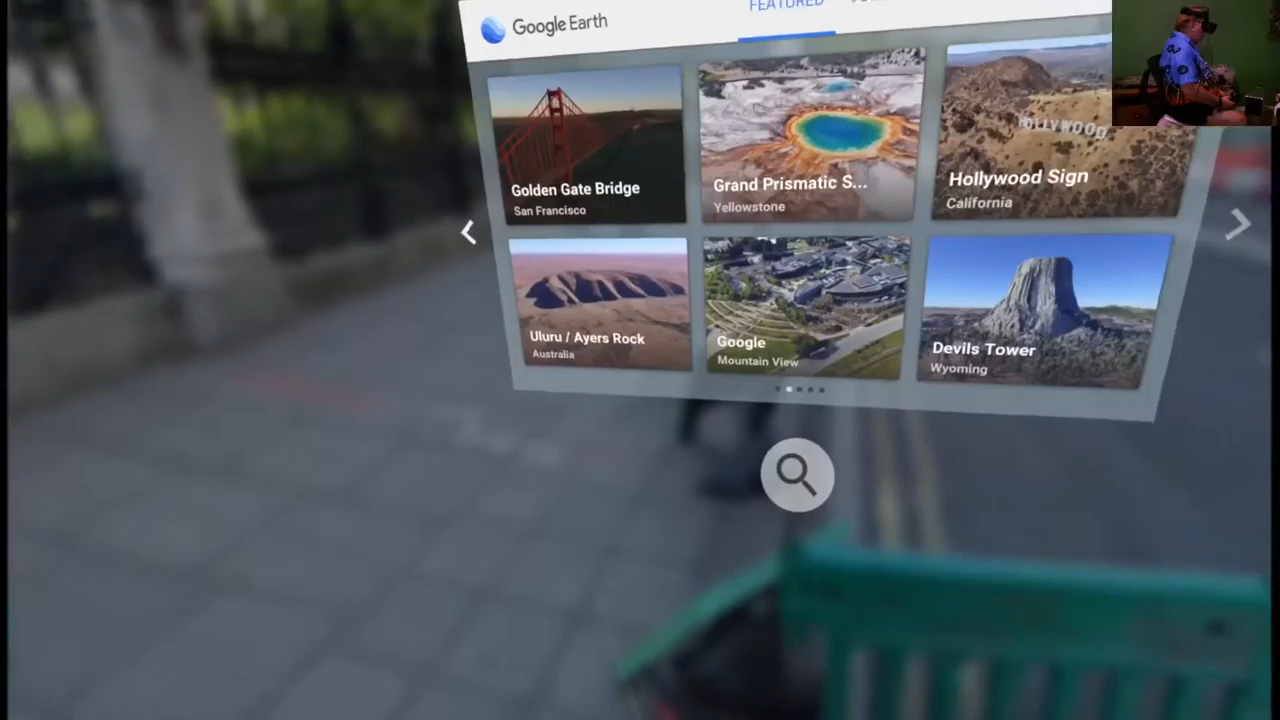 Google Earth
FEATURED
Golden Gate Bridge
San Francisco
Grand Prismatic S...
Yellowstone
HOLLYWOOD
Hollywood Sign
California
Uluru / Ayers Rock
Australia
Google
Mountain View
Devils Tower
Wyoming